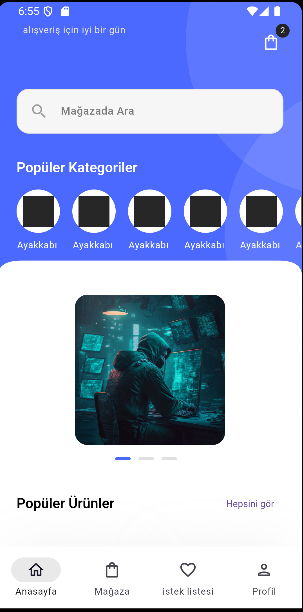 6:55
alışveriş için iyi bir gün
2
Mağazada Ara
Popüler Kategoriler
Ayakkabı Ayakkabı Ayakkabı Ayakkabı Ayakkabı
Popüler Ürünler Hepsini gör
Anasayfa Mağaza istek listesi Profil